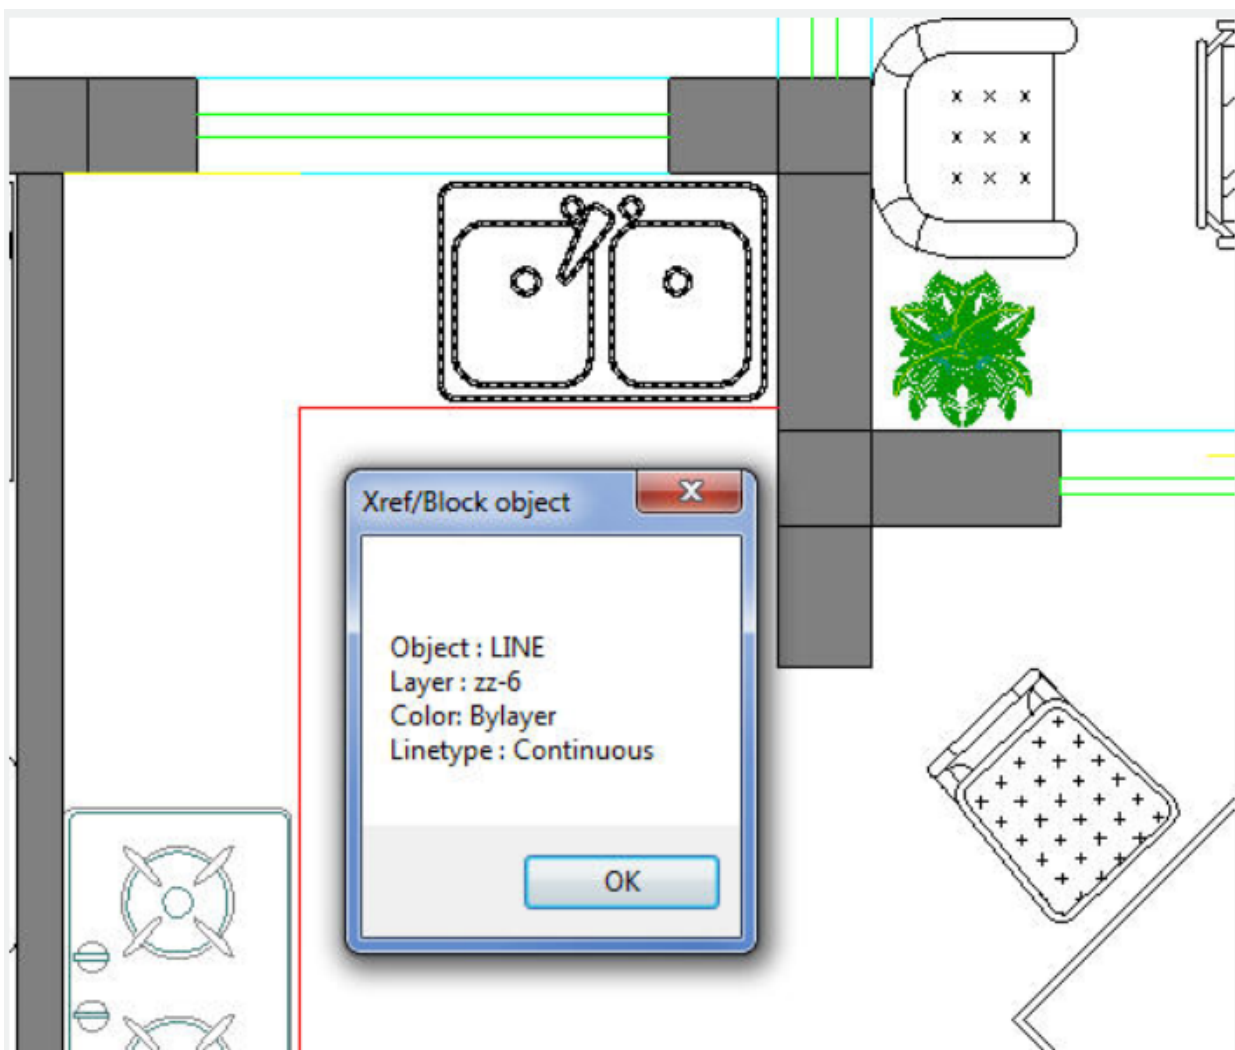 Xref/Block object
Object : LINE
Layer : zz-6
Color: Bylayer
Linetype : Continuous
OK